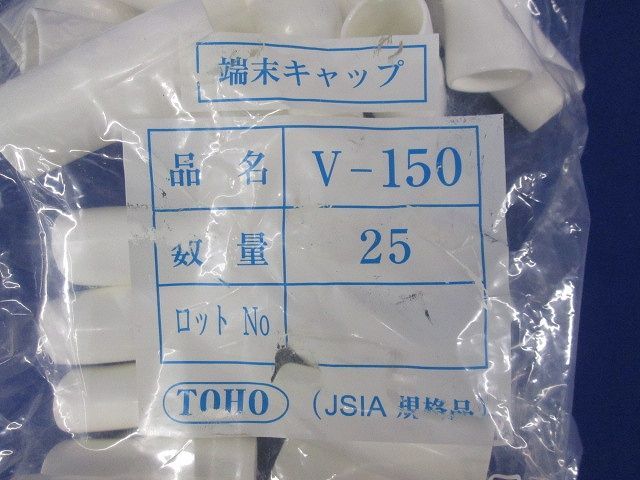 端末キャップ
品名 V-150
数量 25
ロット No
TOHO (JSIA 規格品)